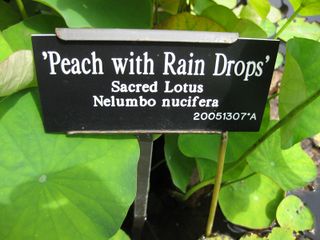 'Peach with Rain Drops'
Sacred Lotus
Nelumbo nucifera
20051307*A